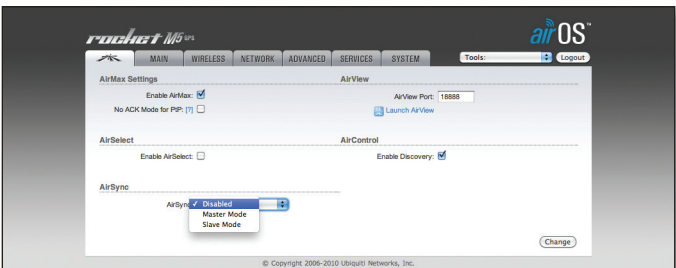 rocket M5 GPS
airOS™
MAIN WIRELESS NETWORK ADVANCED SERVICES SYSTEM Tools: Logout
AirMax Settings
Enable AirMax:
No ACK Mode for PtP: [?]
AirView
AirView Port: 18888
Launch AirView
AirSelect
Enable AirSelect:
AirControl
Enable Discovery:
AirSync
AirSync ✓ Disabled
Master Mode
Slave Mode
Change
© Copyright 2006-2010 Ubiquiti Networks, Inc.